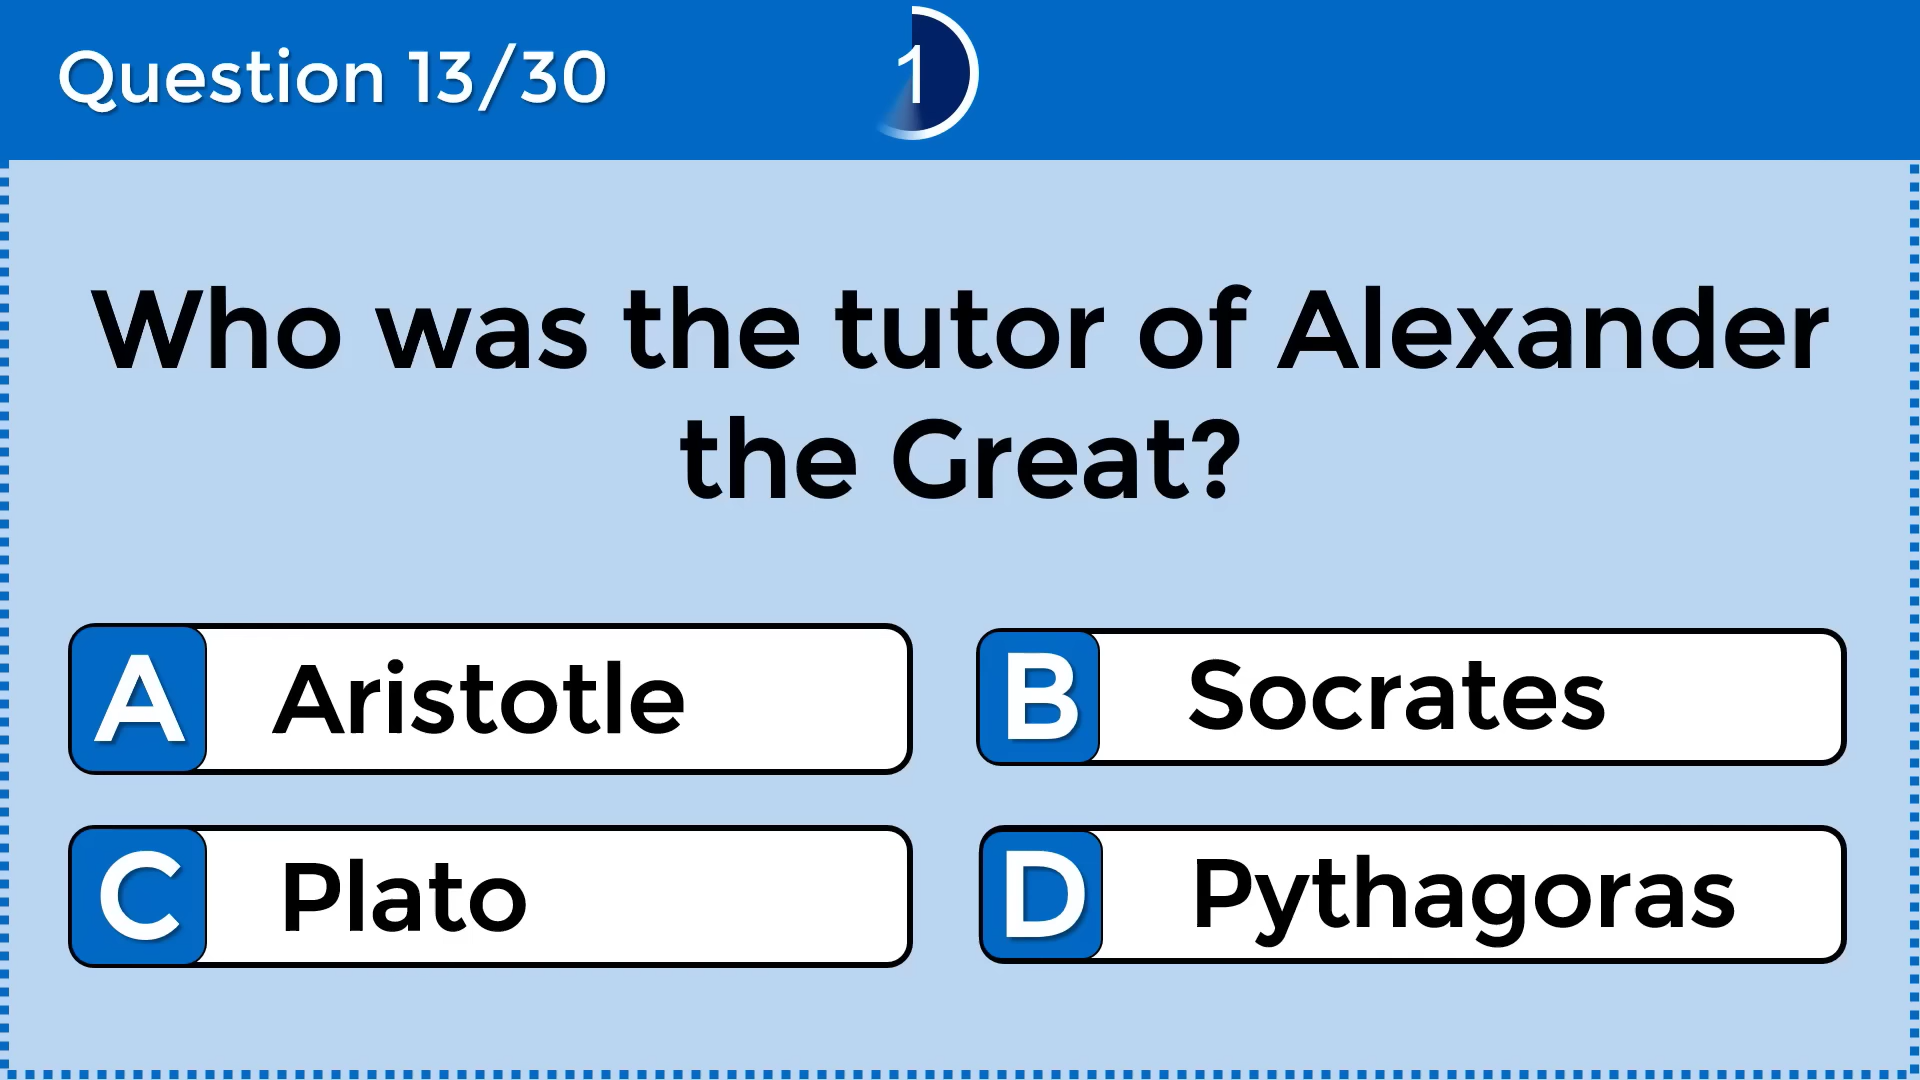 Question 13/30
1
Who was the tutor of Alexander
the Great?
A Aristotle
B Socrates
C Plato
D Pythagoras